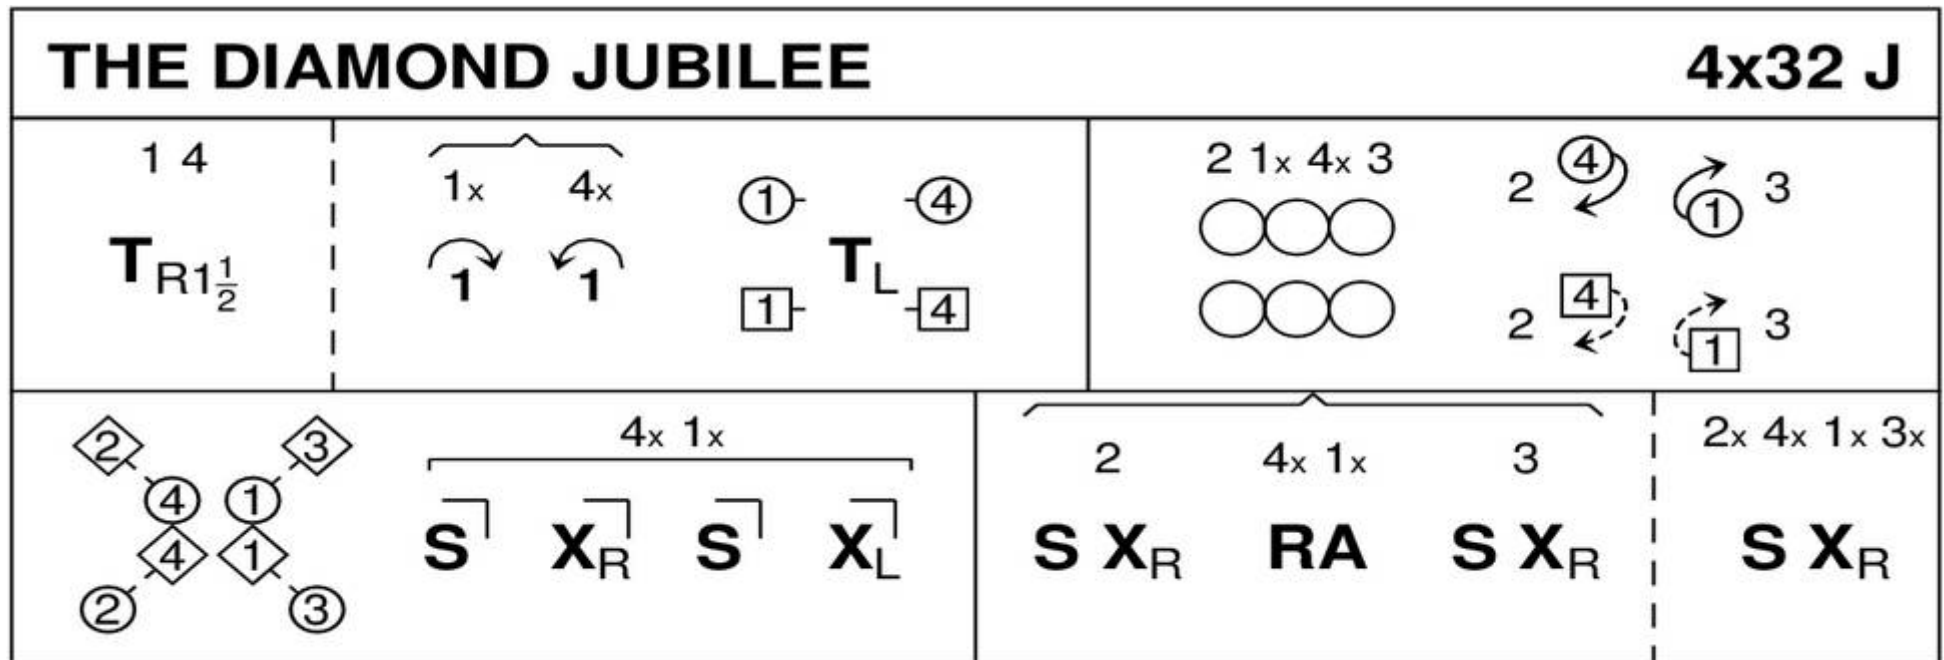 THE DIAMOND JUBILEE 4x32 J
1 4
T R1½
1x 4x
1 1
1 4
T L
1 4
2 1x 4x 3
2 4 1 3
2 4 1 3
2 3
4 1
4 1
2 3
4x 1x
S XR S XL
2 4x 1x 3
S XR RA S XR
2x 4x 1x 3x
S XR